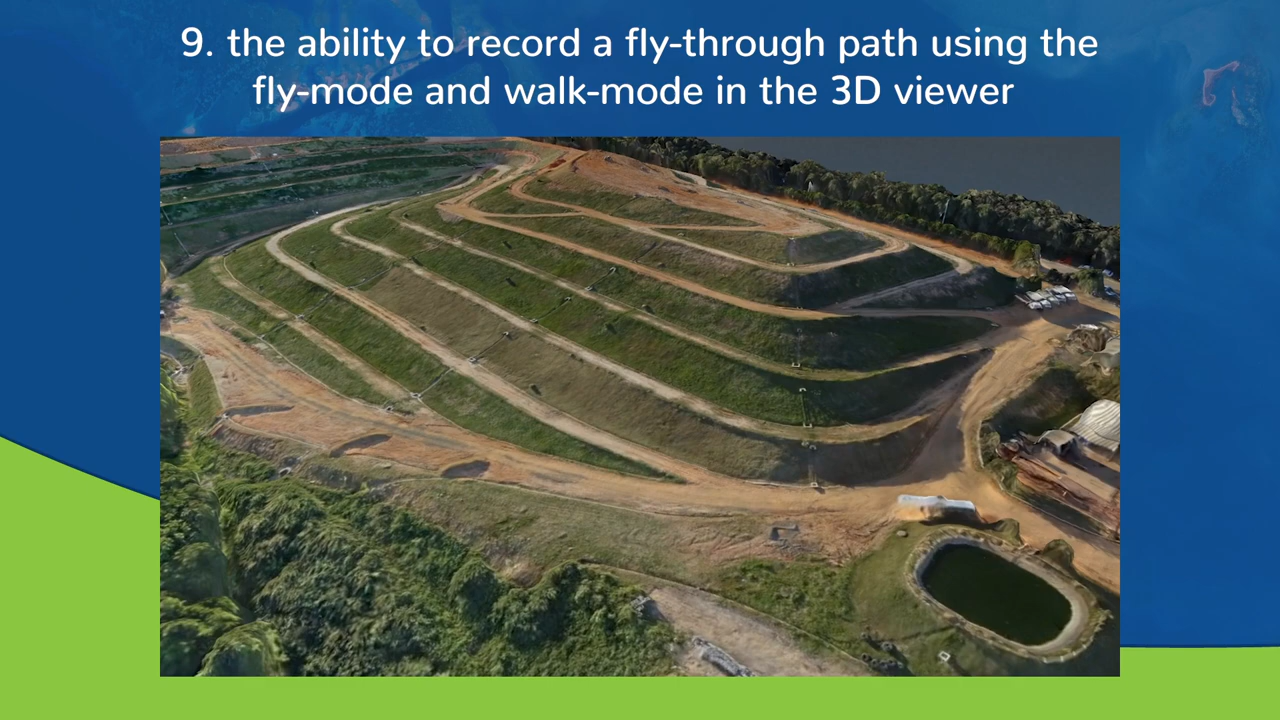 9. the ability to record a fly-through path using the
fly-mode and walk-mode in the 3D viewer